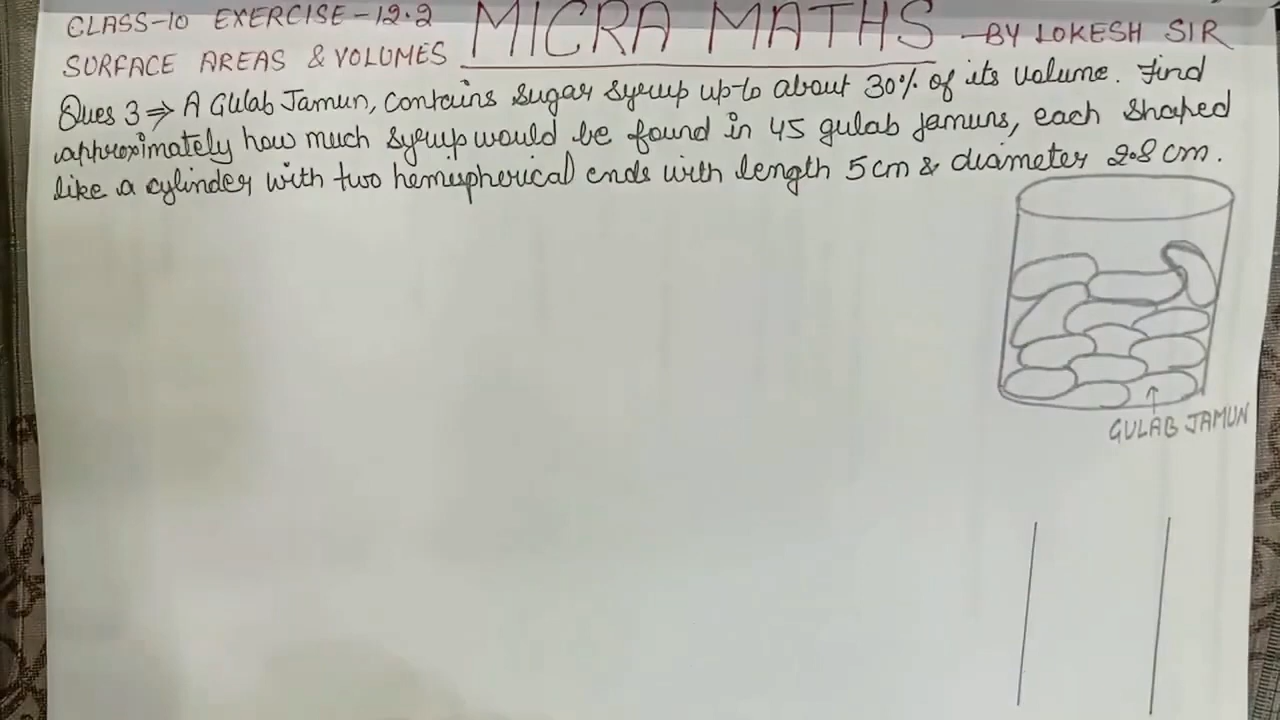 CLASS-10 EXERCISE-12.2
SURFACE AREAS & VOLUMES
MICRA MATHS
-BY LOKESH SIR
Ques 3 ⇒ A Gulab Jamun, contains sugar syrup up-to about 30% of its volume. Find
approximately how much syrup would be found in 45 gulab jamuns, each shaped
like a cylinder with two hemispherical ends with length 5cm & diameter 2.8 cm.
GULAB JAMUN